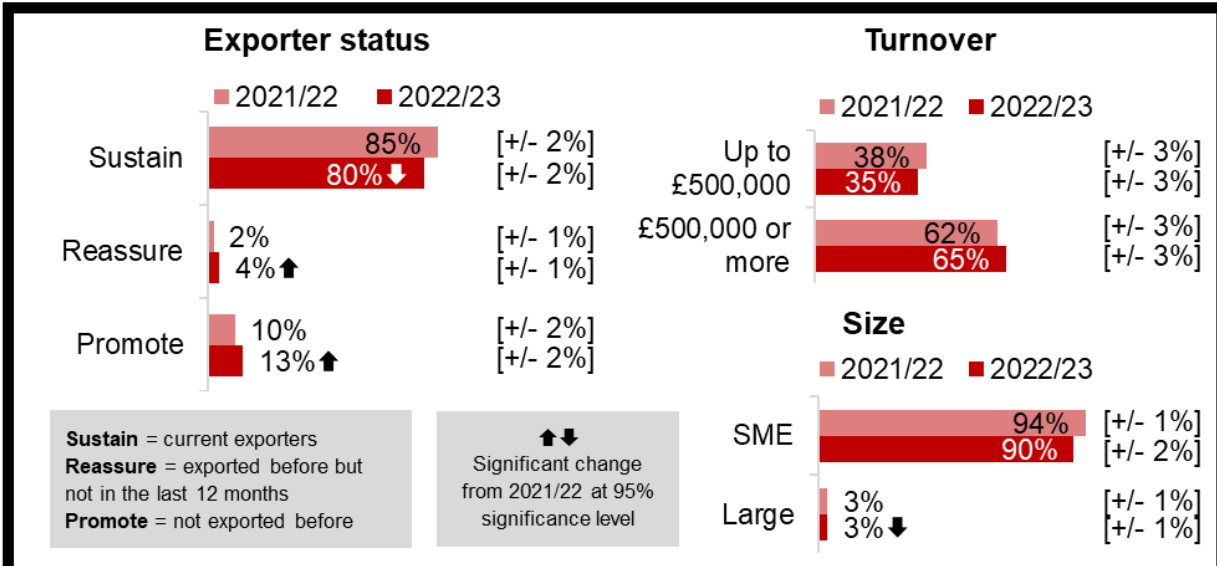 Exporter status
2021/22 2022/23
Sustain
85% [+/- 2%]
80% [+/- 2%]
Reassure
2% [+/- 1%]
4% [+/- 1%]
Promote
10% [+/- 2%]
13% [+/- 2%]
Sustain = current exporters
Reassure = exported before but
not in the last 12 months
Promote = not exported before
Significant change
from 2021/22 at 95%
significance level
Turnover
2021/22 2022/23
Up to
£500,000
38% [+/- 3%]
35% [+/- 3%]
£500,000 or
more
62% [+/- 3%]
65% [+/- 3%]
Size
2021/22 2022/23
SME
94% [+/- 1%]
90% [+/- 2%]
Large
3% [+/- 1%]
3% [+/- 1%]